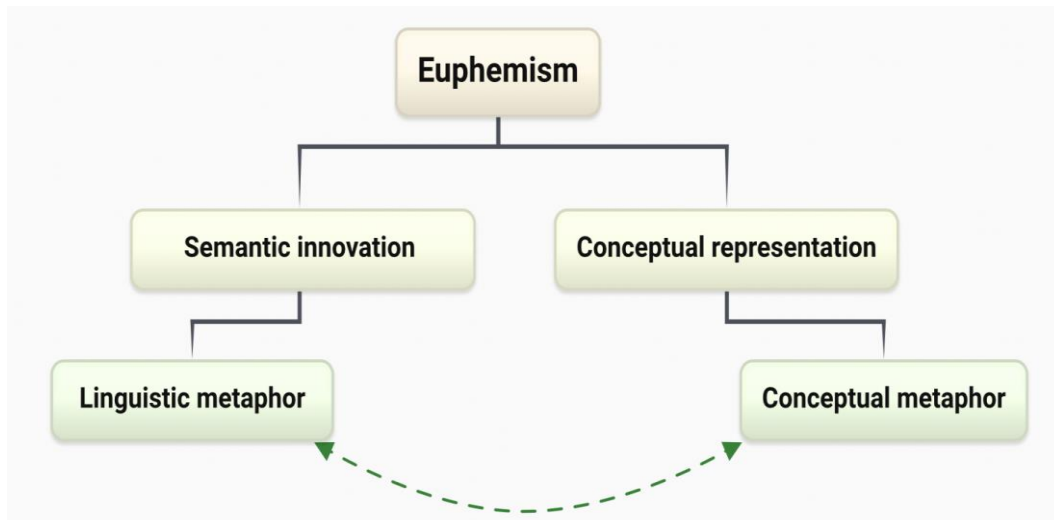 Euphemism
Semantic innovation
Conceptual representation
Linguistic metaphor
Conceptual metaphor